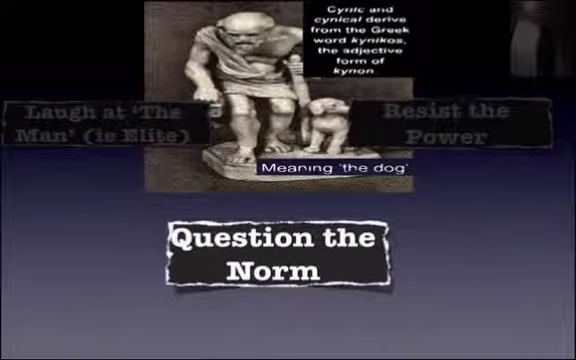 Cynic and
cynical derive
from the Greek
word kynikos,
the adjective
form of
kynon
Laugh at 'The
Man' (ie Elite)
Resist the
Power
Meaning 'the dog'
Question the
Norm